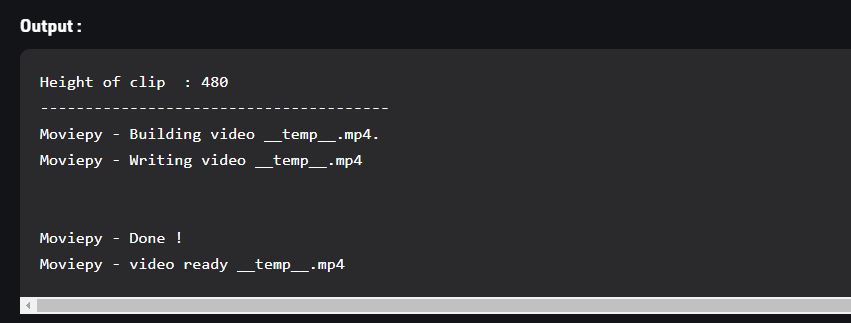 Output :
Height of clip  : 480
---------------------------------------
Moviepy - Building video __temp__.mp4.
Moviepy - Writing video __temp__.mp4
Moviepy - Done !
Moviepy - video ready __temp__.mp4